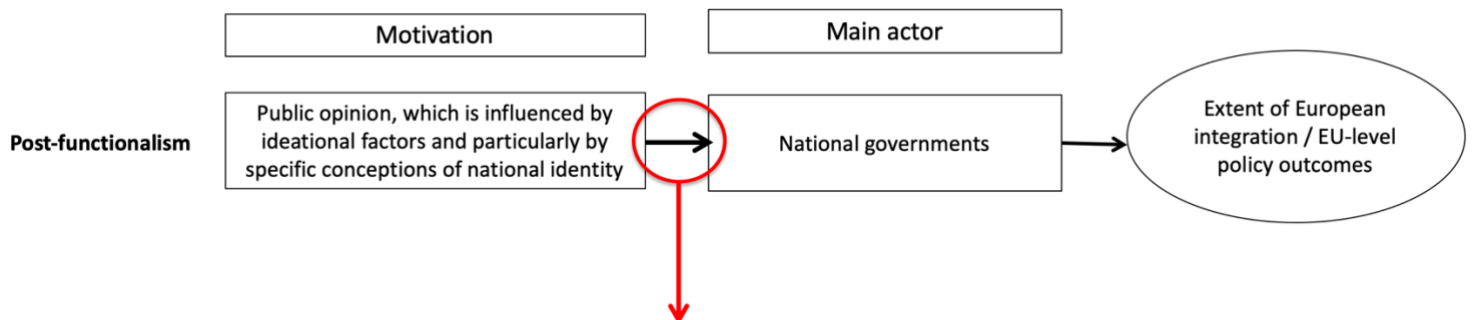 Motivation
Main actor
Post-functionalism
Public opinion, which is influenced by
ideational factors and particularly by
specific conceptions of national identity
National governments
Extent of European
integration / EU-level
policy outcomes